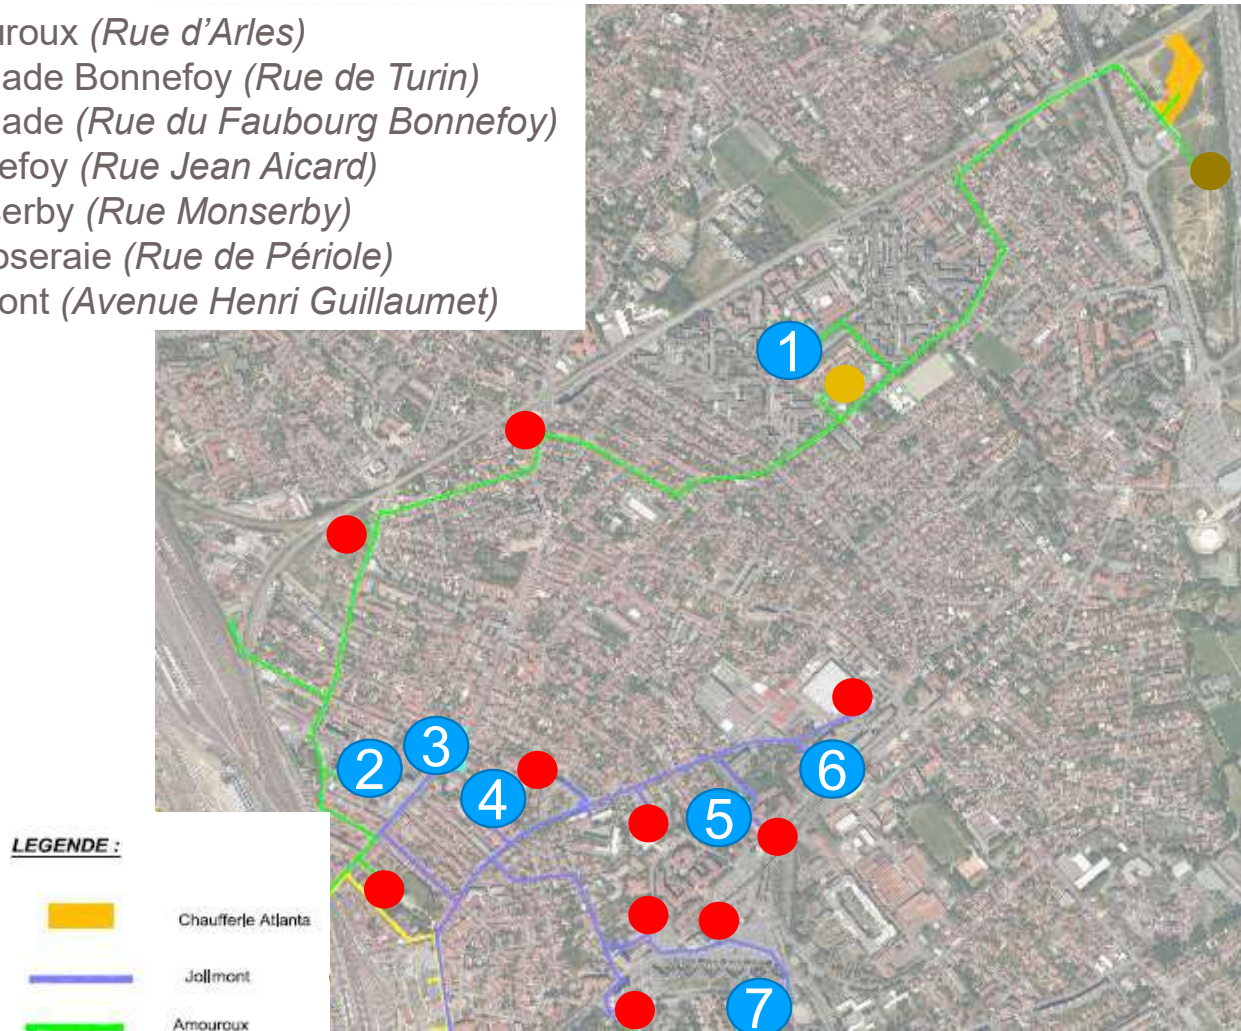 uroux (Rue d’Arles)
ade Bonnefoy (Rue de Turin)
ade (Rue du Faubourg Bonnefoy)
efoy (Rue Jean Aicard)
serby (Rue Monserby)
oseraie (Rue de Périole)
ont (Avenue Henri Guillaumet)
1
2
3
4
5
6
7
LEGENDE :
Chaufferie Atlanta
Jolimont
Amouroux